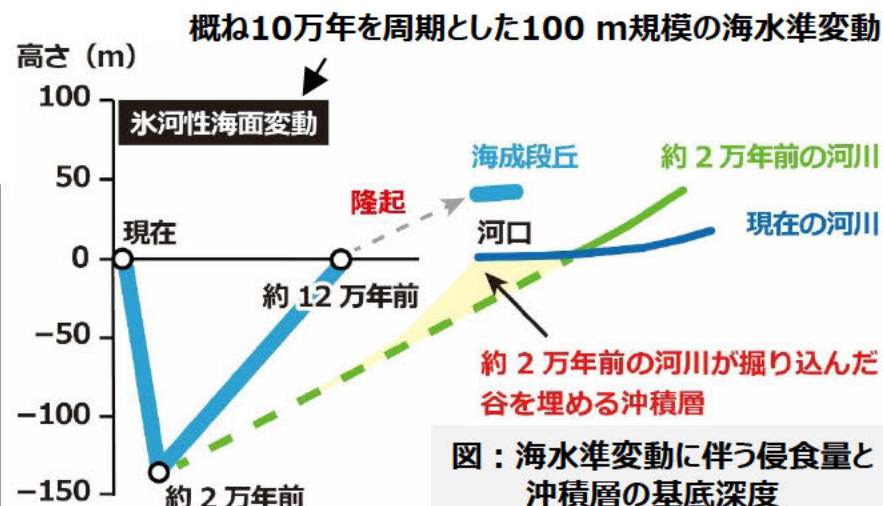 概ね10万年を周期とした100 m規模の海水準変動
高さ（m）
100
氷河性海面変動
50
海成段丘
約 2 万年前の河川
隆起
現在
河口
現在の河川
0
約 12 万年前
−50
約 2 万年前の河川が掘り込んだ
谷を埋める沖積層
−100
図：海水準変動に伴う侵食量と
沖積層の基底深度
−150
約 2 万年前